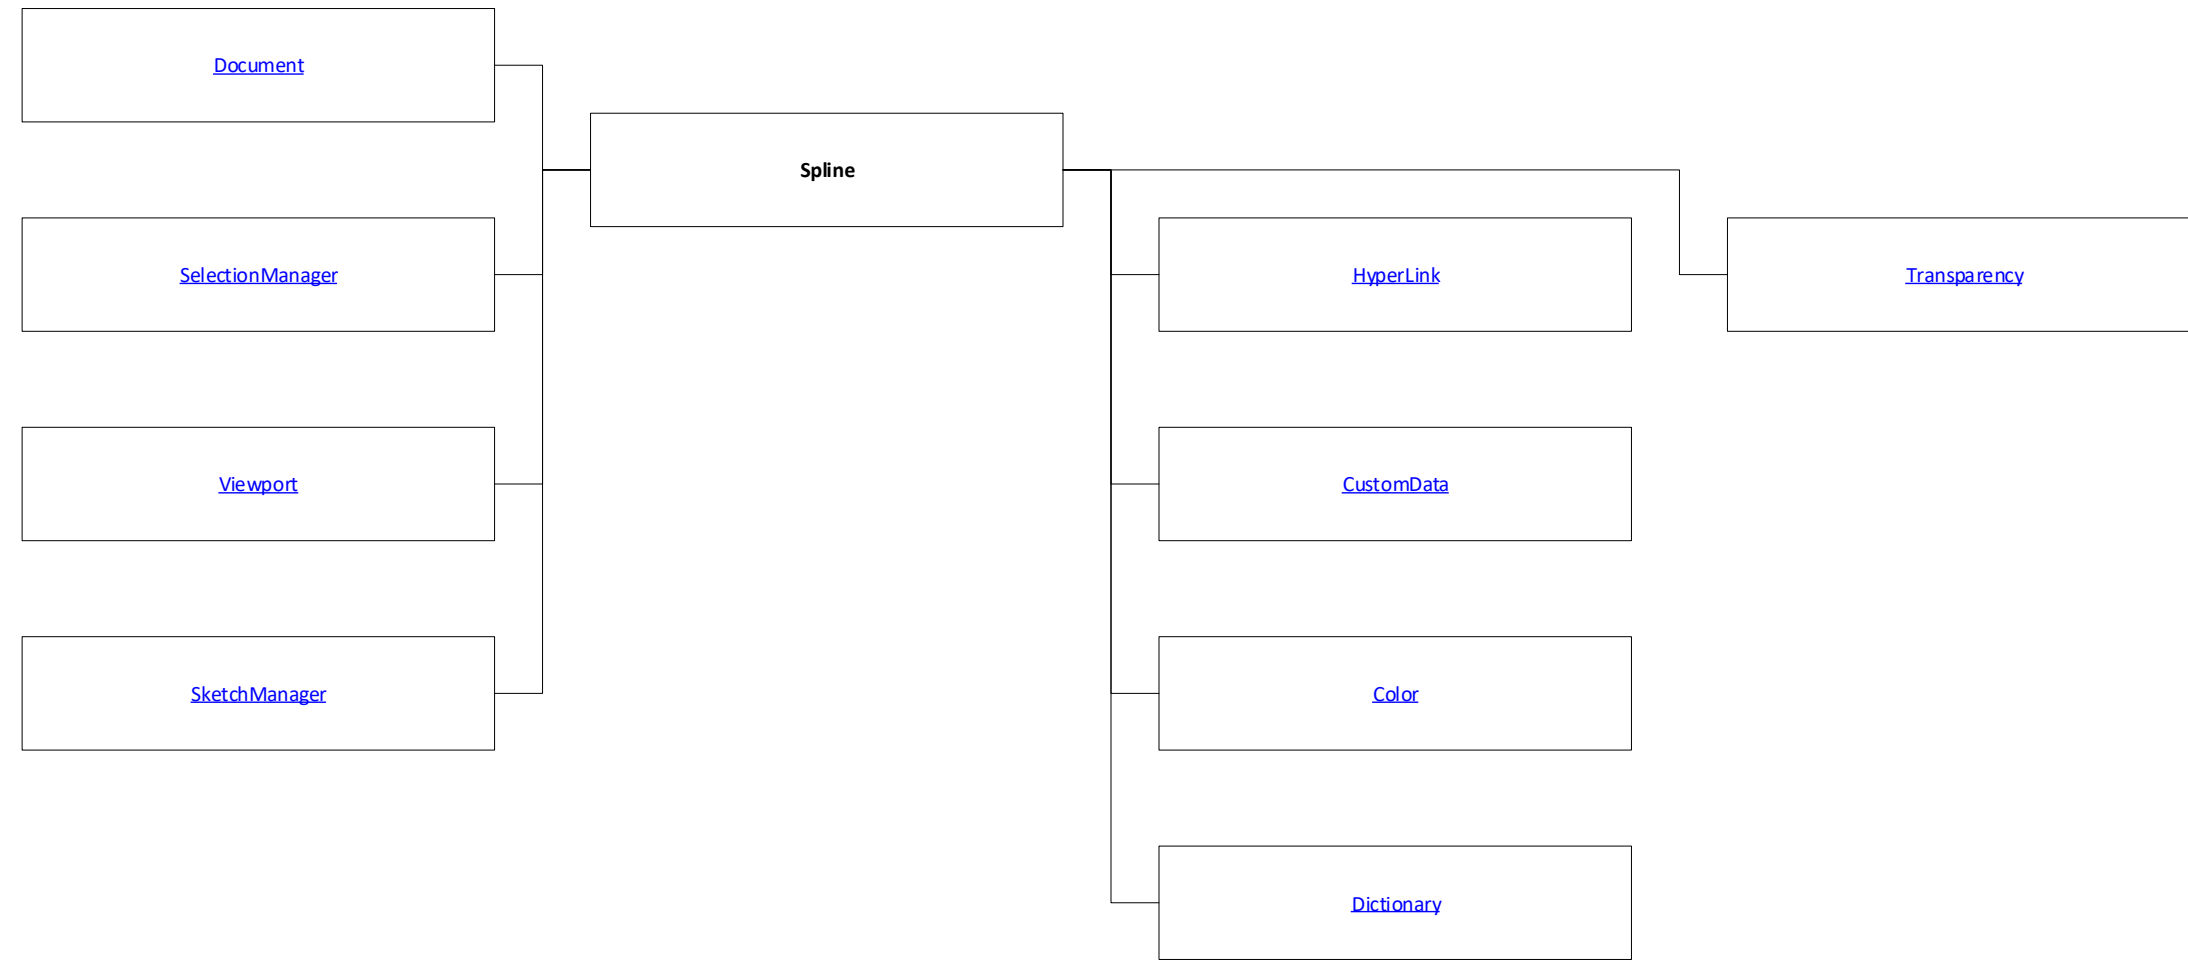 Document
Spline
SelectionManager
HyperLink
Transparency
Viewport
CustomData
SketchManager
Color
Dictionary